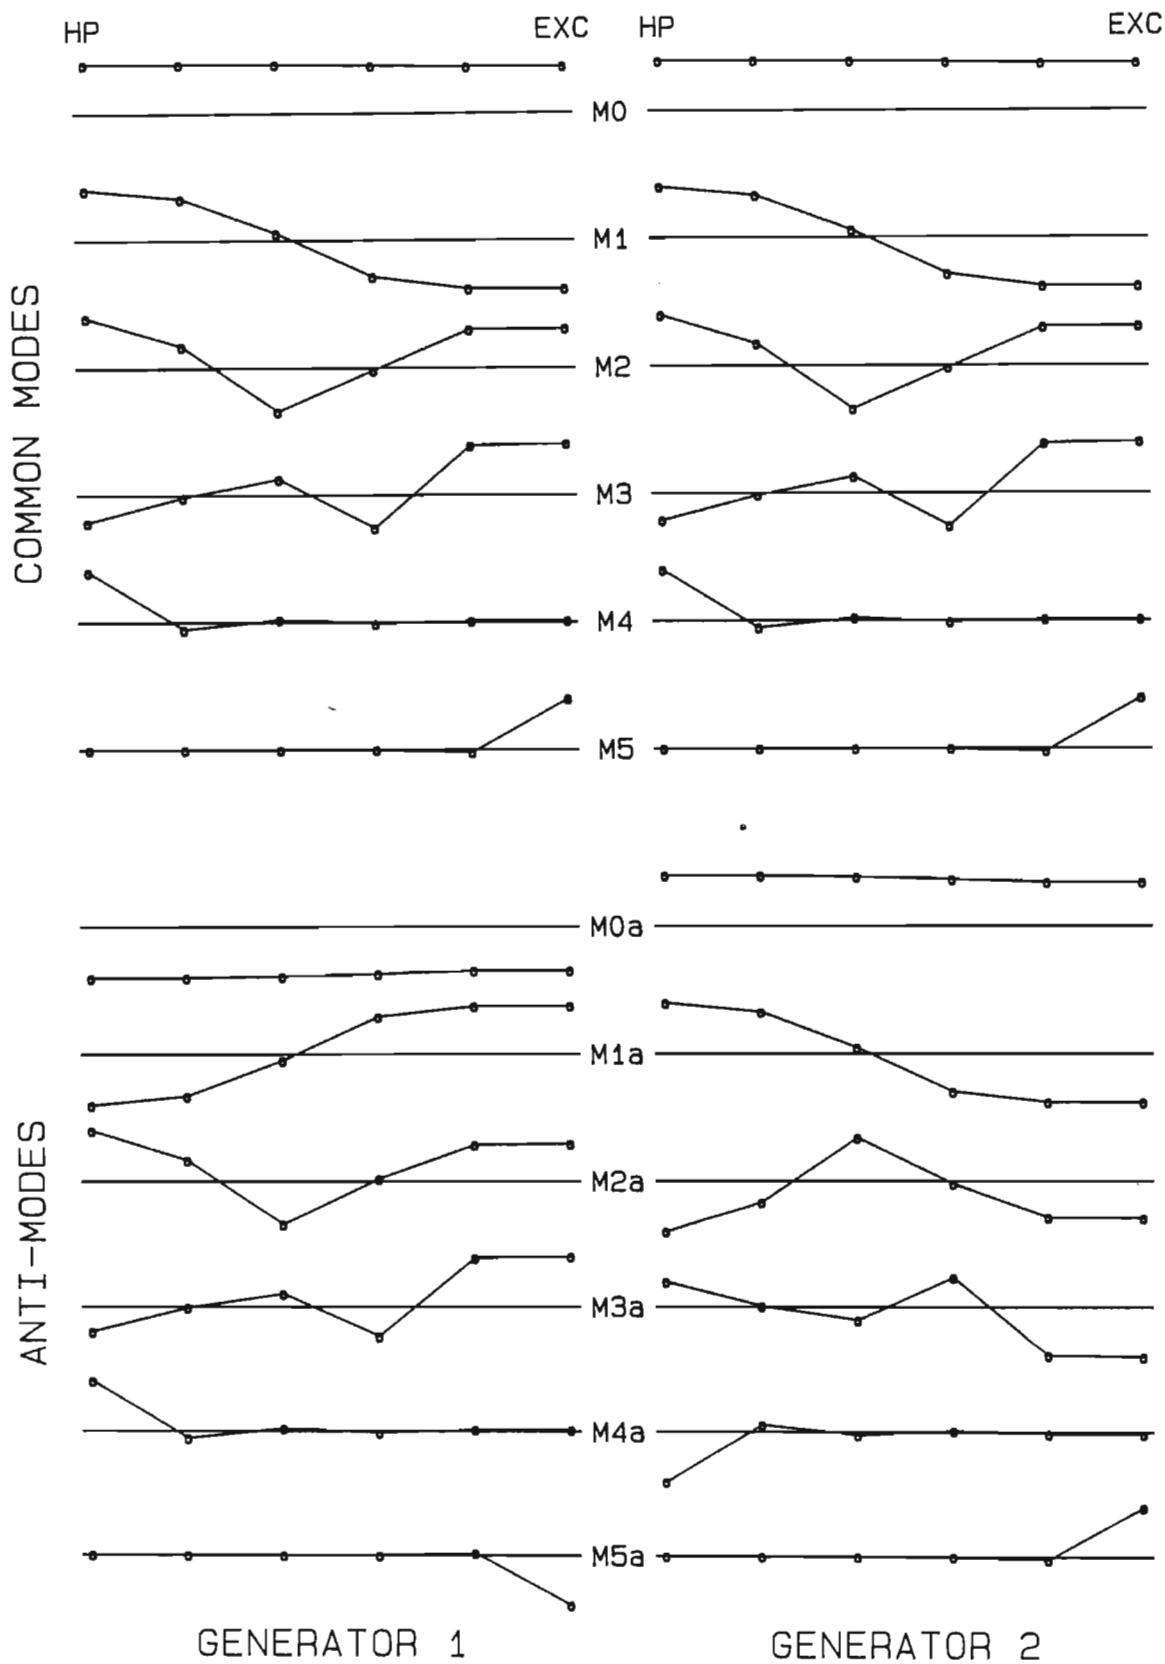 HP EXC HP EXC
M0
M1
M2
M3
M4
M5
COMMON MODES
M0a
M1a
M2a
M3a
M4a
M5a
ANTI-MODES
GENERATOR 1 GENERATOR 2